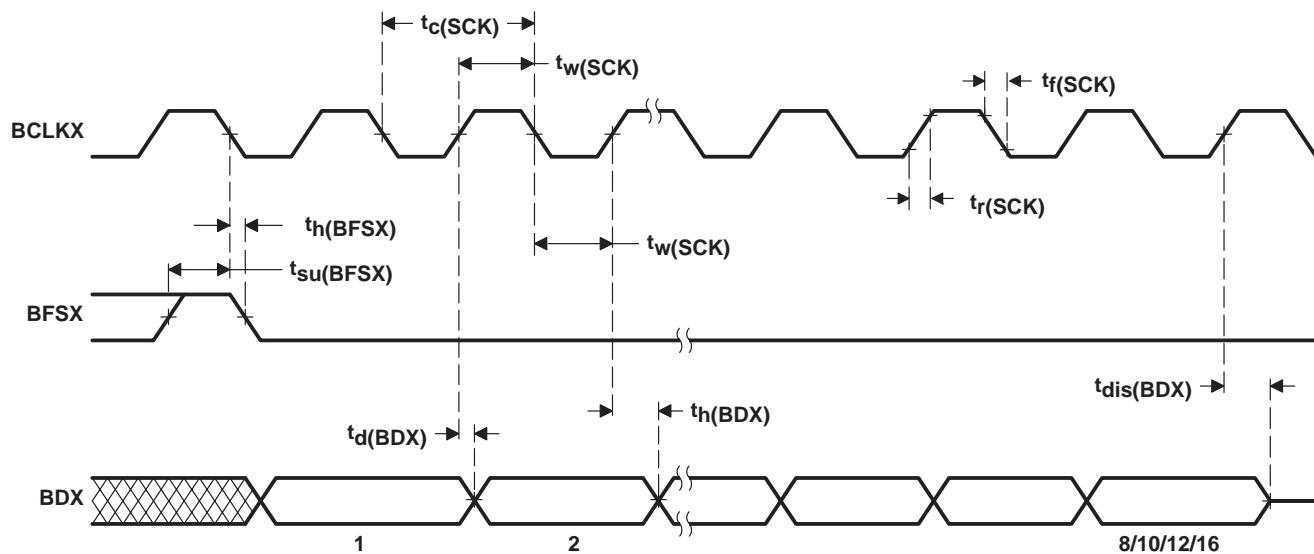 tc(SCK)
tw(SCK)
tf(SCK)
BCLKX
tr(SCK)
th(BFSX)
tw(SCK)
tsu(BFSX)
BFSX
tdis(BDX)
th(BDX)
td(BDX)
BDX
1 2 8/10/12/16